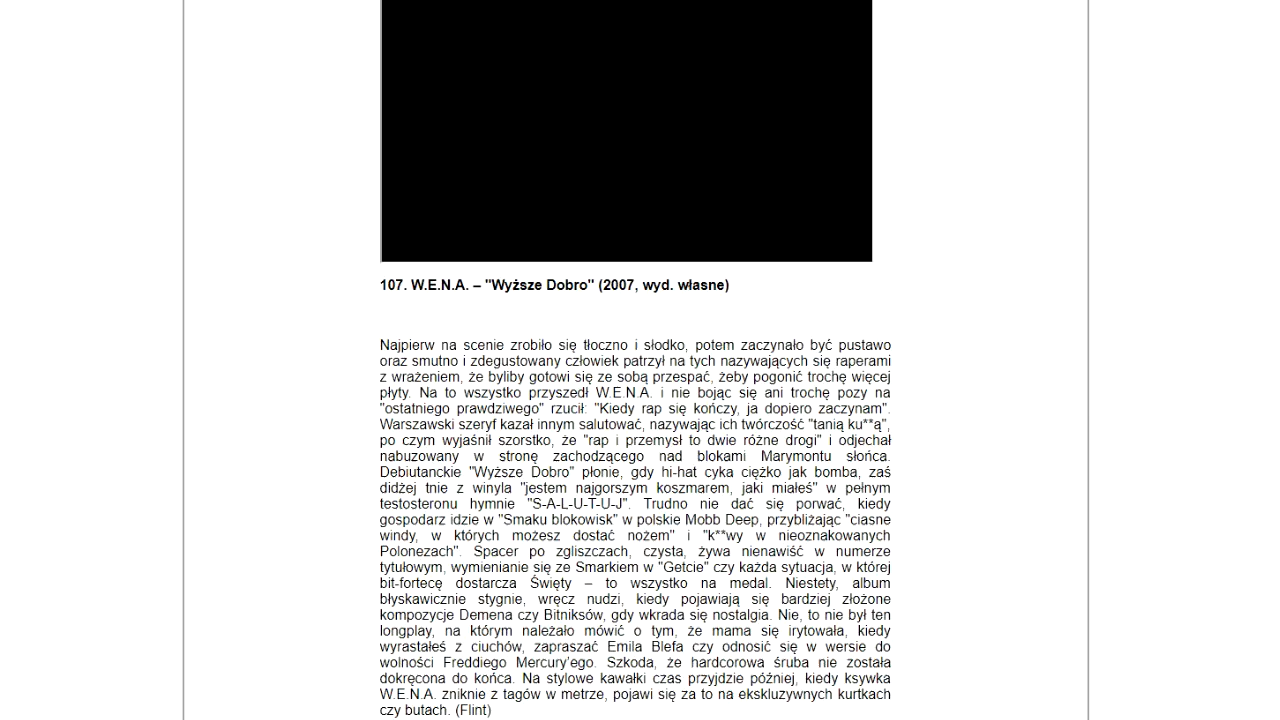 107. W.E.N.A. – "Wyższe Dobro" (2007, wyd. własne)
Najpierw na scenie zrobiło się tłoczno i słodko, potem zaczynało być pustawo
oraz smutno i zdegustowany człowiek patrzył na tych nazywających się raperami
z wrażeniem, że byliby gotowi się ze sobą przespać, żeby pogonić trochę więcej
płyty. Na to wszystko przyszedł W.E.N.A. i nie bojąc się ani trochę pozy na
"ostatniego prawdziwego" rzucił: "Kiedy rap się kończy, ja dopiero zaczynam".
Warszawski szeryf kazał innym salutować, nazywając ich twórczość "tanią ku**ą",
po czym wyjaśnił szorstko, że "rap i przemysł to dwie różne drogi" i odjechał
nabuzowany w stronę zachodzącego nad blokami Marymontu słońca.
Debiutanckie "Wyższe Dobro" płonie, gdy hi-hat cyka ciężko jak bomba, zaś
didżej tnie z winyla "jestem najgorszym koszmarem, jaki miałeś" w pełnym
testosteronu hymnie "S-A-L-U-T-U-J". Trudno nie dać się porwać, kiedy
gospodarz idzie w "Smaku blokowisk" w polskie Mobb Deep, przybliżając "ciasne
windy, w których możesz dostać nożem" i "k**wy w nieoznakowanych
Polonezach". Spacer po zgliszczach, czysta, żywa nienawiść w numerze
tytułowym, wymienianie się ze Smarkiem w "Getcie" czy każda sytuacja, w której
bit-fortecę dostarcza Święty – to wszystko na medal. Niestety, album
błyskawicznie stygnie, wręcz nudzi, kiedy pojawiają się bardziej złożone
kompozycje Demena czy Bitniksów, gdy wkrada się nostalgia. Nie, to nie był ten
longplay, na którym należało mówić o tym, że mama się irytowała, kiedy
wyrastałeś z ciuchów, zapraszać Emila Blefa czy odnosić się w wersie do
wolności Freddiego Mercury'ego. Szkoda, że hardcorowa śruba nie została
dokręcona do końca. Na stylowe kawałki czas przyjdzie później, kiedy ksywka
W.E.N.A. zniknie z tagów w metrze, pojawi się za to na ekskluzywnych kurtkach
czy butach. (Flint)